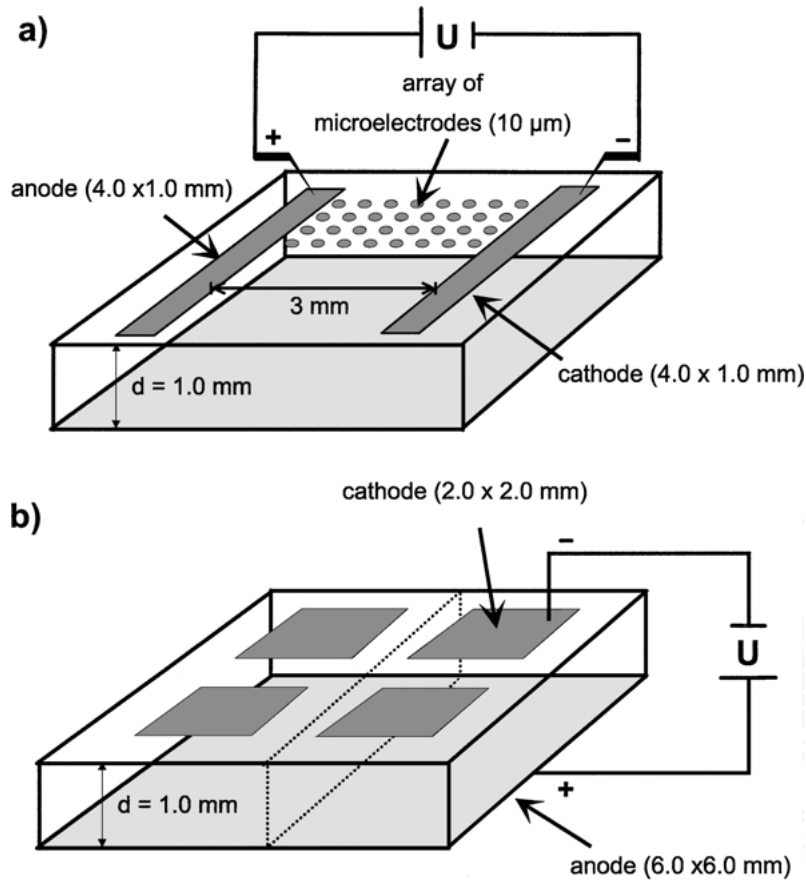 a)
U
array of
microelectrodes (10 µm)
+
−
anode (4.0 x1.0 mm)
3 mm
d = 1.0 mm
cathode (4.0 x 1.0 mm)
b)
cathode (2.0 x 2.0 mm)
−
U
d = 1.0 mm
+
anode (6.0 x6.0 mm)